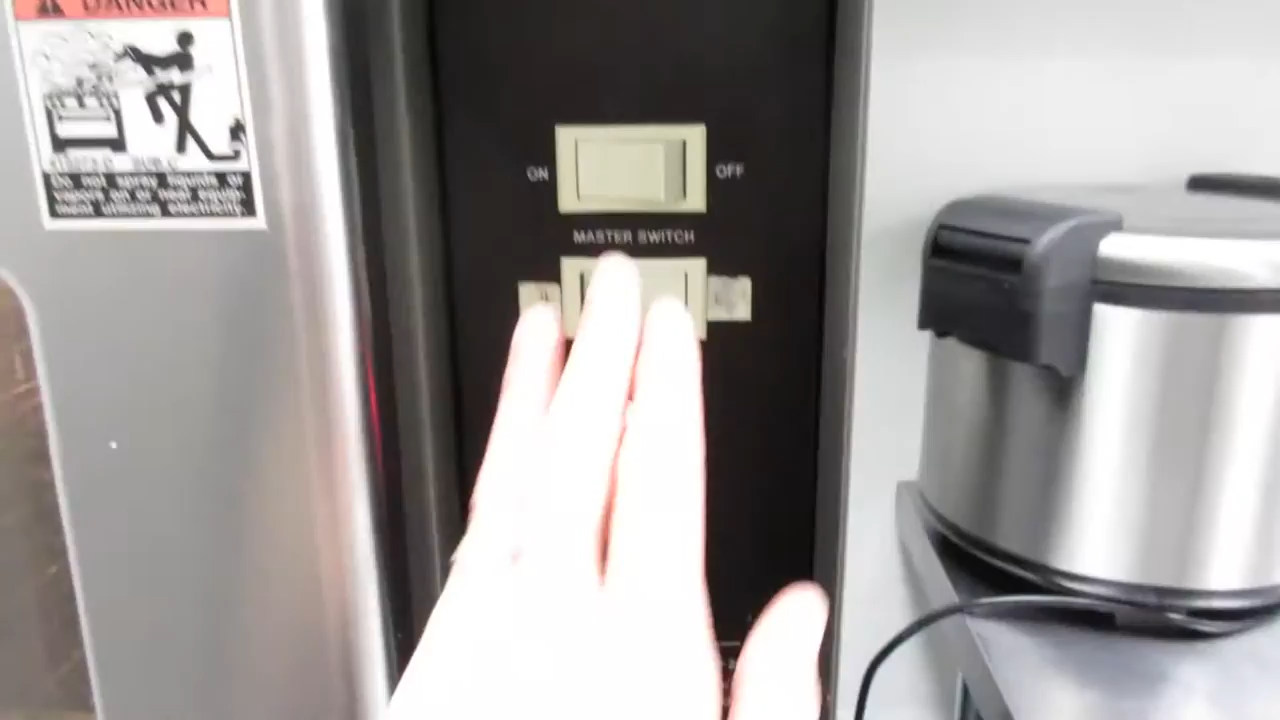 DANGER
Do not spray liquids or
vapors on or near equip-
ment utilizing electricity.
ON
OFF
MASTER SWITCH